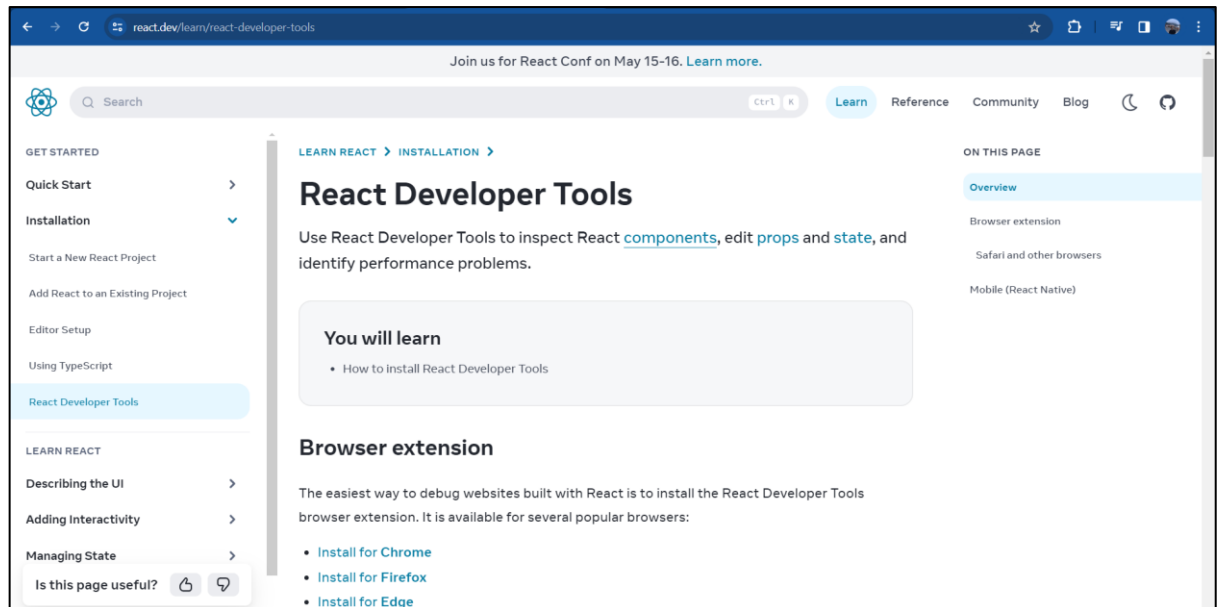 react.dev/learn/react-developer-tools
Join us for React Conf on May 15-16. Learn more.
Search
Ctrl K
Learn
Reference
Community
Blog
GET STARTED
Quick Start
Installation
Start a New React Project
Add React to an Existing Project
Editor Setup
Using TypeScript
React Developer Tools
LEARN REACT
Describing the UI
Adding Interactivity
Managing State
Is this page useful?
LEARN REACT > INSTALLATION >
React Developer Tools
Use React Developer Tools to inspect React components, edit props and state, and
identify performance problems.
You will learn
• How to install React Developer Tools
Browser extension
The easiest way to debug websites built with React is to install the React Developer Tools
browser extension. It is available for several popular browsers:
• Install for Chrome
• Install for Firefox
• Install for Edge
ON THIS PAGE
Overview
Browser extension
Safari and other browsers
Mobile (React Native)